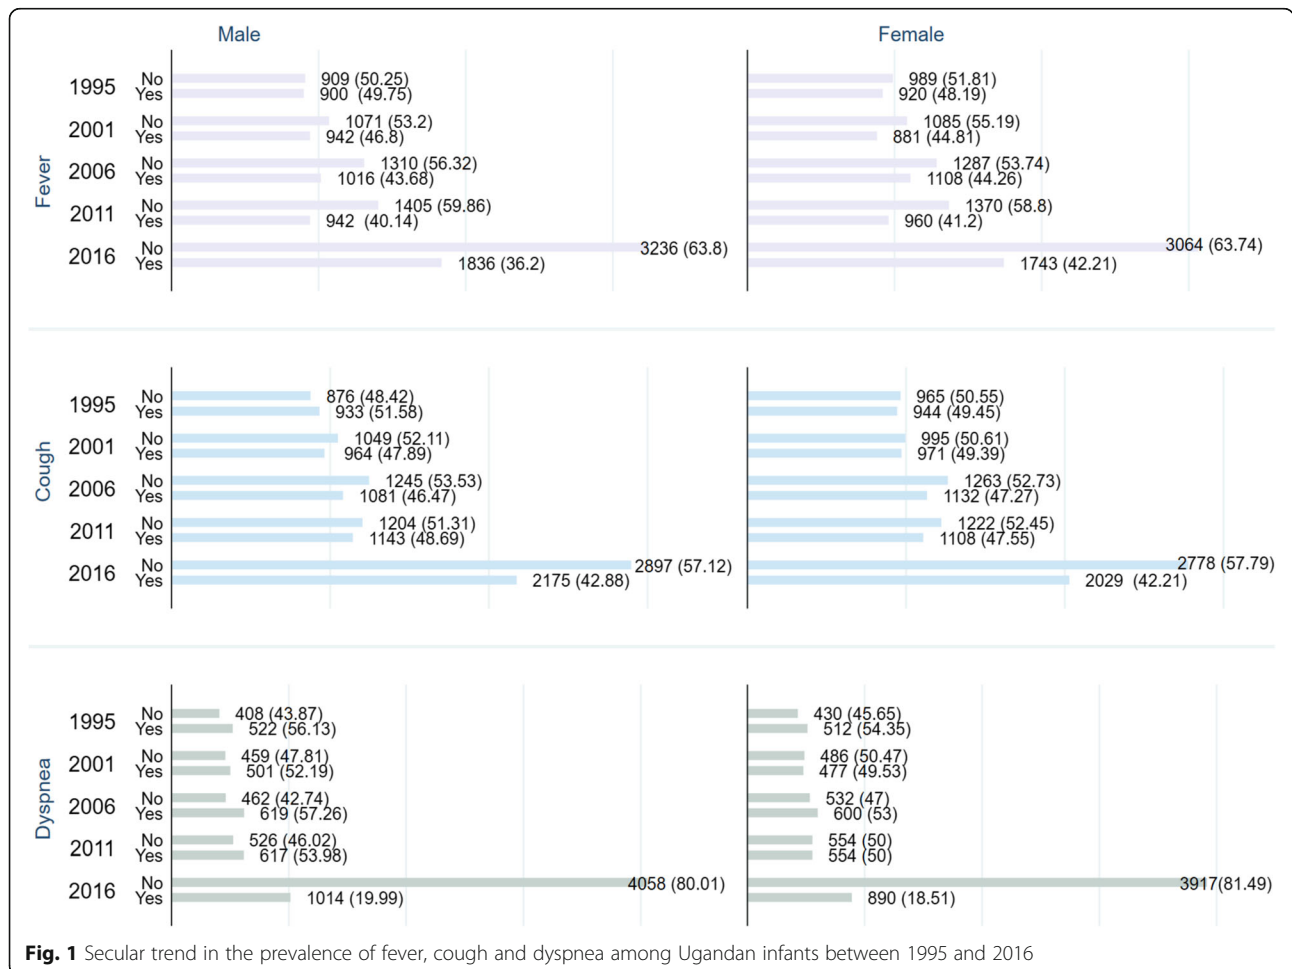 Male Female
Fever
1995 No 909 (50.25) 989 (51.81)
Yes 900 (49.75) 920 (48.19)
2001 No 1071 (53.2) 1085 (55.19)
Yes 942 (46.8) 881 (44.81)
2006 No 1310 (56.32) 1287 (53.74)
Yes 1016 (43.68) 1108 (44.26)
2011 No 1405 (59.86) 1370 (58.8)
Yes 942 (40.14) 960 (41.2)
2016 No 3236 (63.8) 3064 (63.74)
Yes 1836 (36.2) 1743 (42.21)
Cough
1995 No 876 (48.42) 965 (50.55)
Yes 933 (51.58) 944 (49.45)
2001 No 1049 (52.11) 995 (50.61)
Yes 964 (47.89) 971 (49.39)
2006 No 1245 (53.53) 1263 (52.73)
Yes 1081 (46.47) 1132 (47.27)
2011 No 1204 (51.31) 1222 (52.45)
Yes 1143 (48.69) 1108 (47.55)
2016 No 2897 (57.12) 2778 (57.79)
Yes 2175 (42.88) 2029 (42.21)
Dyspnea
1995 No 408 (43.87) 430 (45.65)
Yes 522 (56.13) 512 (54.35)
2001 No 459 (47.81) 486 (50.47)
Yes 501 (52.19) 477 (49.53)
2006 No 462 (42.74) 532 (47)
Yes 619 (57.26) 600 (53)
2011 No 526 (46.02) 554 (50)
Yes 617 (53.98) 554 (50)
2016 No 4058 (80.01) 3917(81.49)
Yes 1014 (19.99) 890 (18.51)
Fig. 1 Secular trend in the prevalence of fever, cough and dyspnea among Ugandan infants between 1995 and 2016